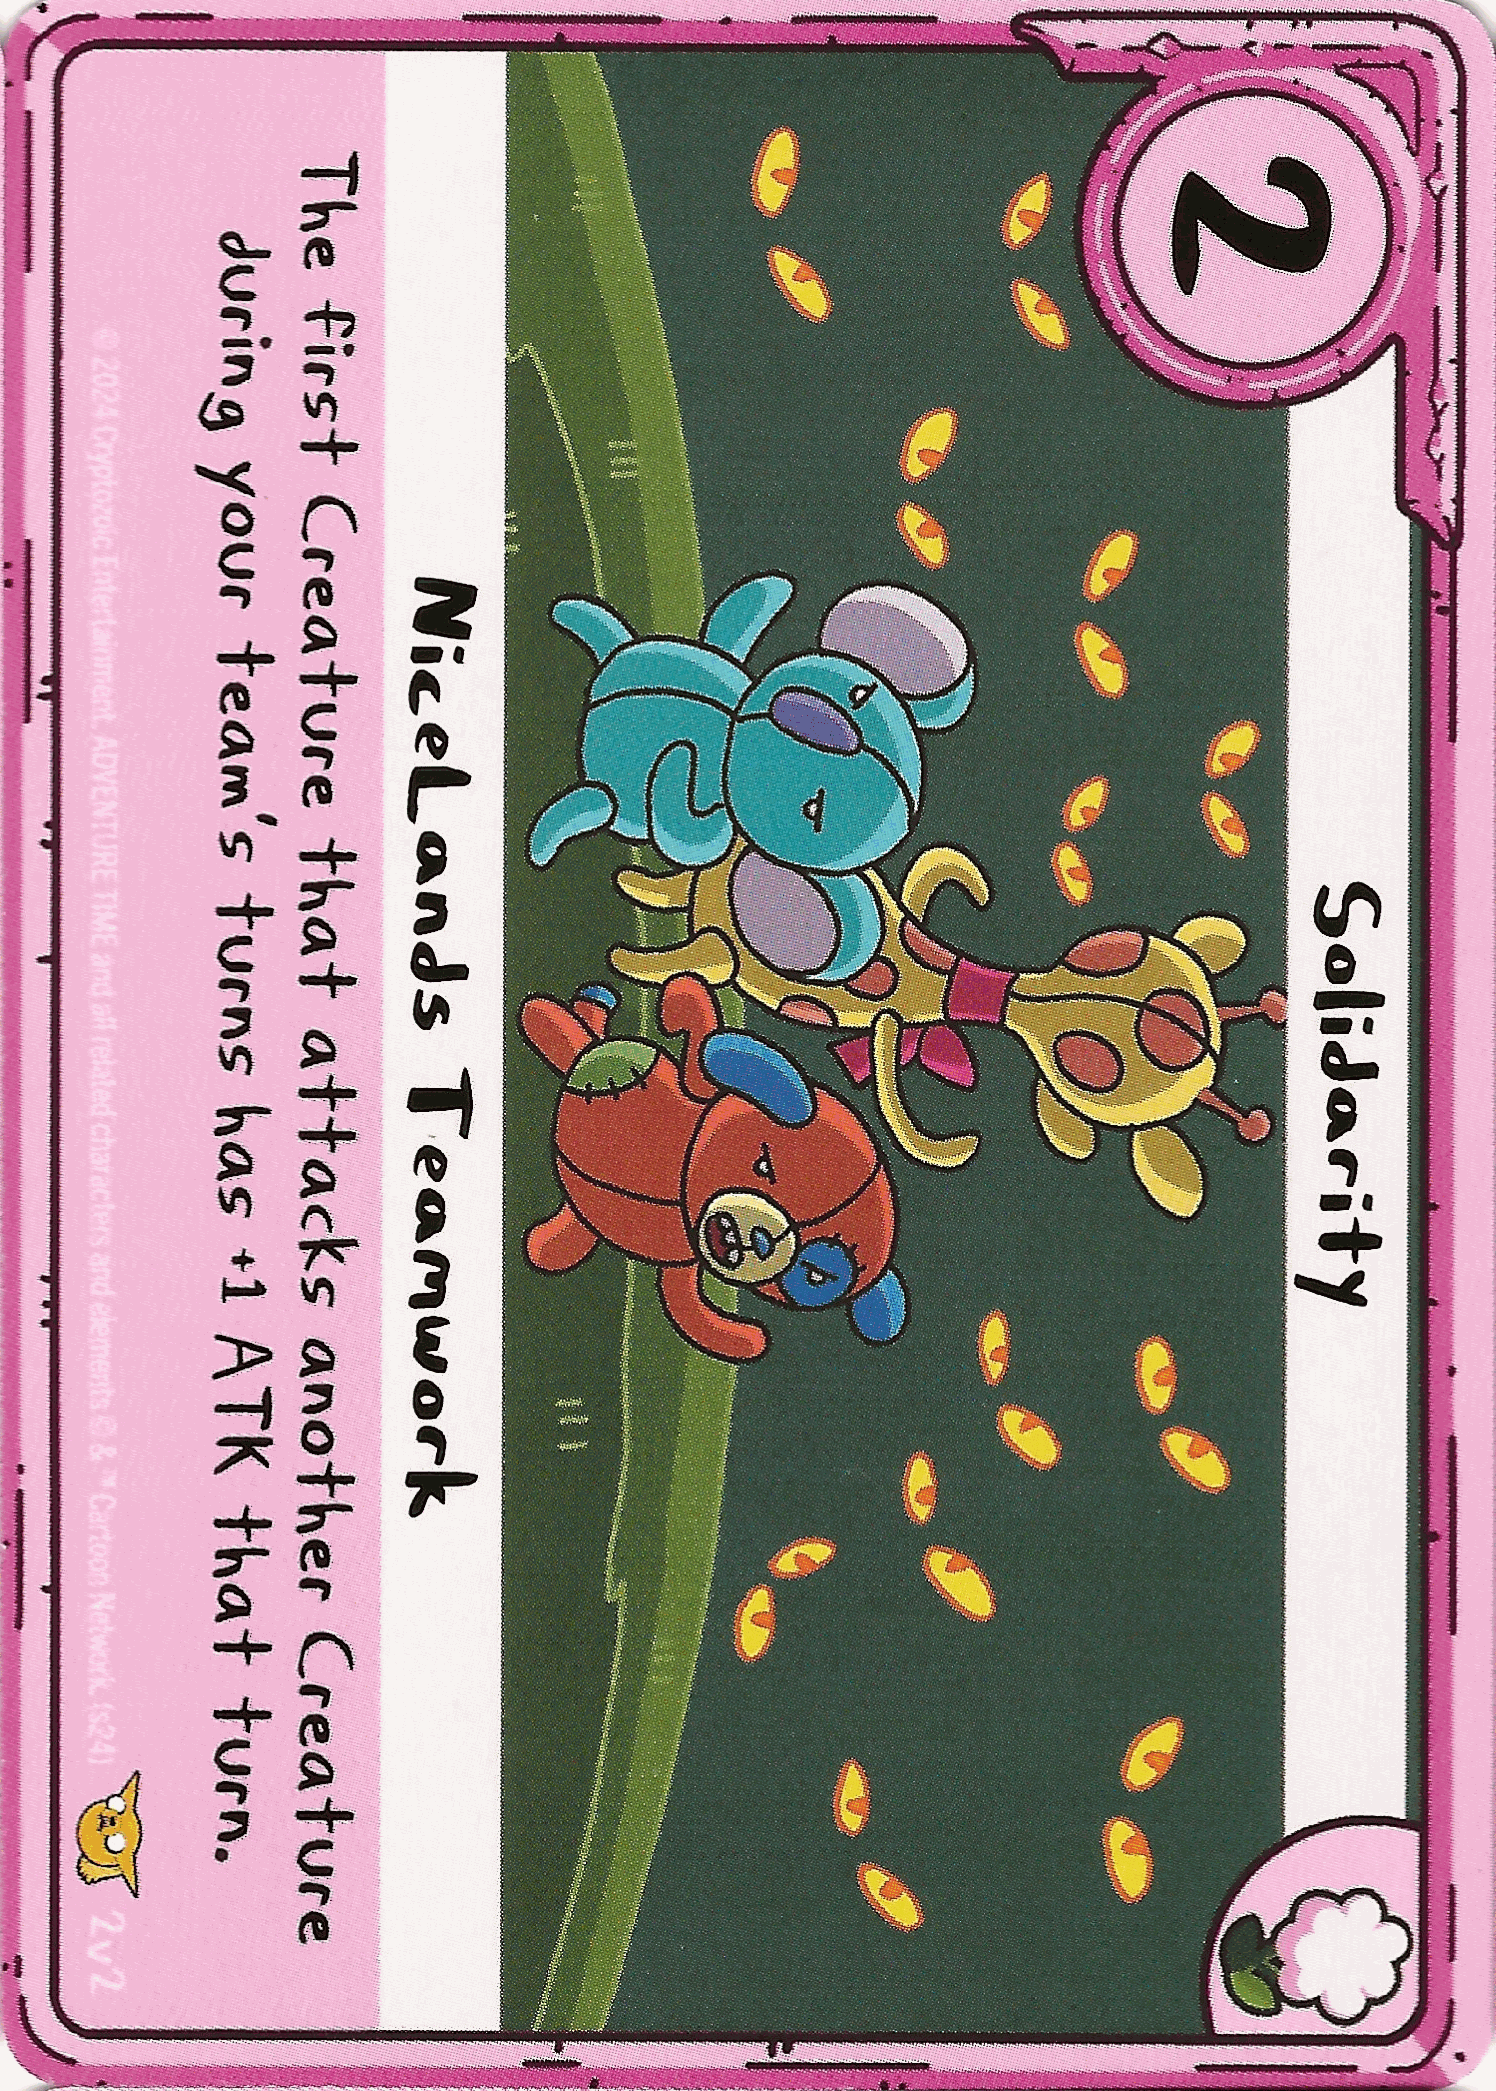 2
Solidarity
NiceLands Teamwork
The first Creature that attacks another Creature
during your team's turns has +1 ATK that turn.
© 2024 Cryptozoic Entertainment. ADVENTURE TIME and all related characters and elements © & ™ Cartoon Network. (s24)
2v2